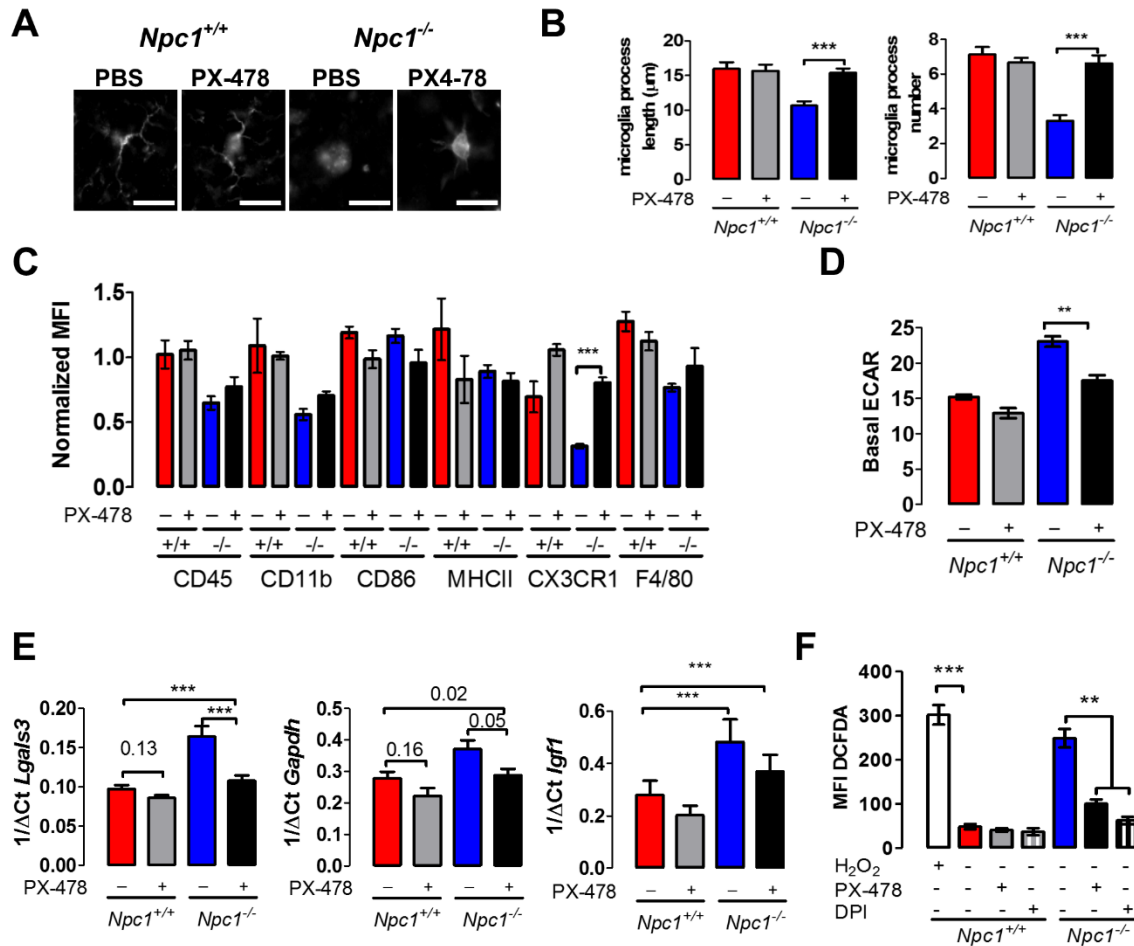 A
Npc1+/+ Npc1-/-
PBS PX-478 PBS PX4-78
B
microglia process
length (μm)
20
15
10
5
0
***
PX-478 – + – +
Npc1+/+ Npc1-/-
microglia process
number
8
6
4
2
0
***
– + – +
Npc1+/+ Npc1-/-
C
Normalized MFI
1.5
1.0
0.5
0.0
***
PX-478 – + – + – + – + – + – + – + – + – + – + – + – +
+/+ -/- +/+ -/- +/+ -/- +/+ -/- +/+ -/- +/+ -/-
CD45 CD11b CD86 MHCII CX3CR1 F4/80
D
Basal ECAR
25
20
15
10
5
0
**
PX-478 – + – +
Npc1+/+ Npc1-/-
E
1/ΔCt Lgals3
0.20
0.15
0.10
0.05
0.00
***
***
0.13
PX-478 – + – +
Npc1+/+ Npc1-/-
1/ΔCt Gapdh
0.5
0.4
0.3
0.2
0.1
0.0
0.02
0.05
0.16
PX-478 – + – +
Npc1+/+ Npc1-/-
1/ΔCt Igf1
0.6
0.4
0.2
0.0
***
***
PX-478 – + – +
Npc1+/+ Npc1-/-
F
MFI DCFDA
400
300
200
100
0
***
**
H2O2 + - - - - - -
PX-478 - - + - - + -
DPI - - - + - - +
Npc1+/+ Npc1-/-